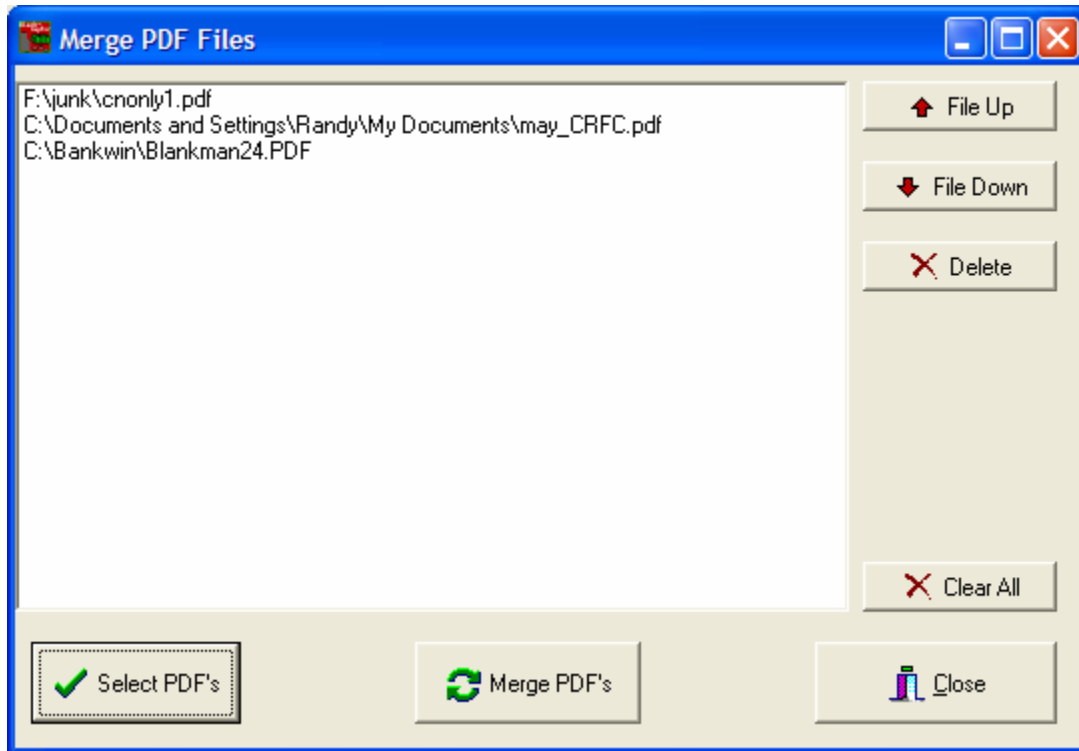 Merge PDF Files
F:\junk\cnonly1.pdf
C:\Documents and Settings\Randy\My Documents\may_CRFC.pdf
C:\Bankwin\Blankman24.PDF
File Up
File Down
Delete
Clear All
Select PDF's
Merge PDF's
Close